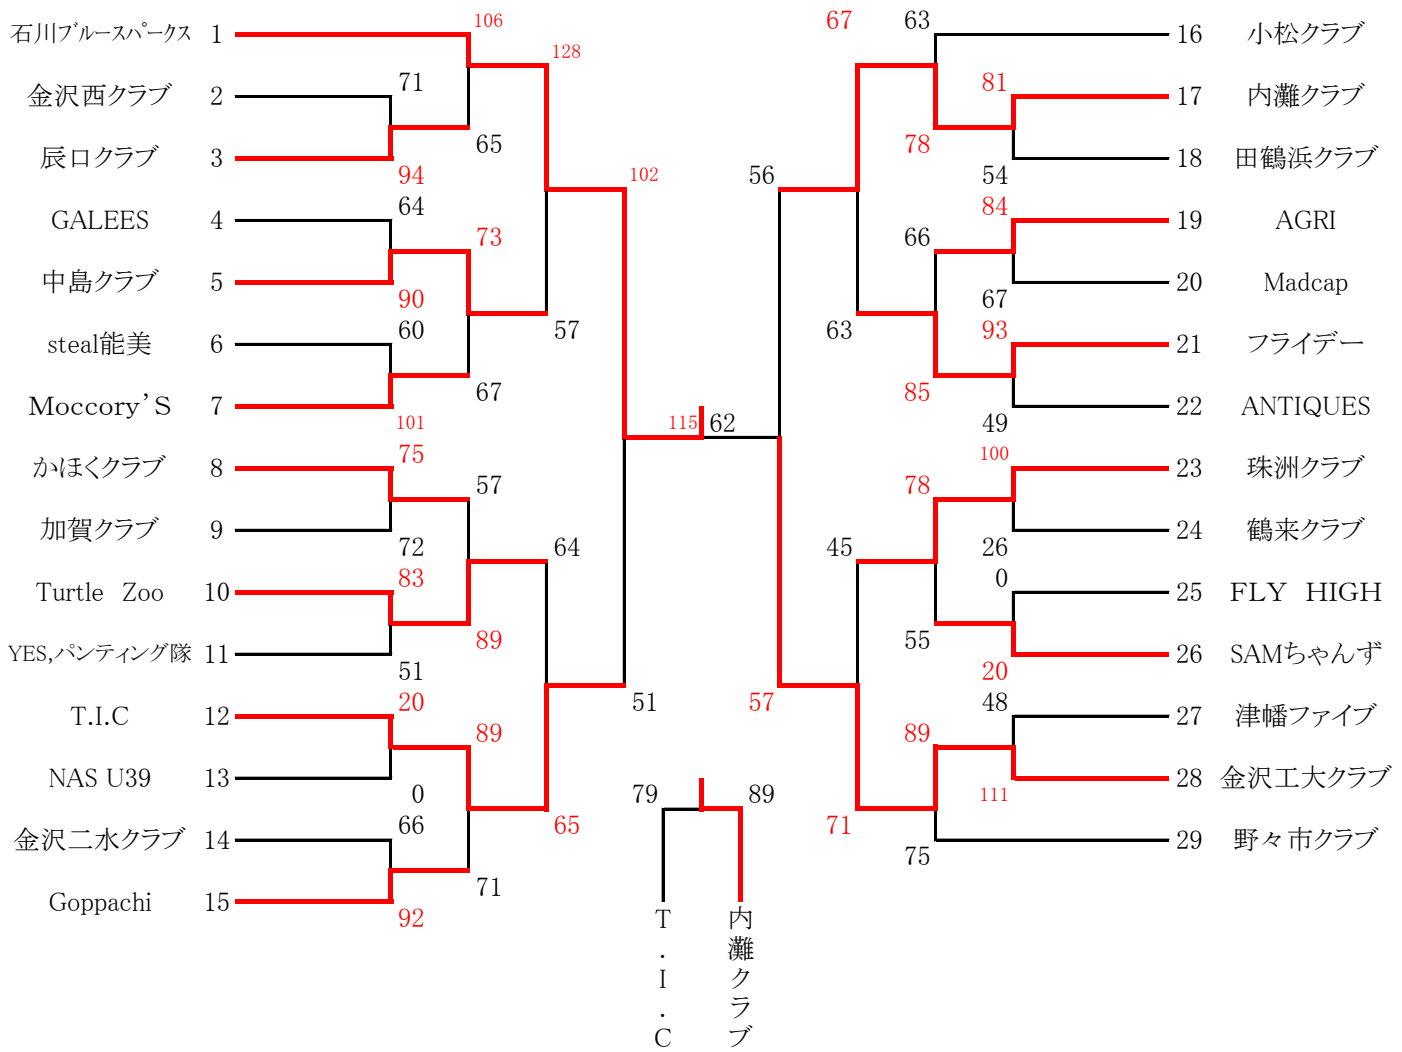 石川ブルースパークス 1
金沢西クラブ 2
辰口クラブ 3
GALEES 4
中島クラブ 5
steal能美 6
Moccory'S 7
かほくクラブ 8
加賀クラブ 9
Turtle　Zoo 10
YES,パンティング隊 11
T.I.C 12
NAS U39 13
金沢二水クラブ 14
Goppachi 15
71
94
64
90
60
101
75
72
83
51
20
0
66
92
106
65
73
67
57
89
89
71
128
57
64
65
102
51
115
62
56
57
67
63
45
71
63
78
66
85
78
55
89
75
81
54
84
67
93
49
100
26
0
20
48
111
16 小松クラブ
17 内灘クラブ
18 田鶴浜クラブ
19 AGRI
20 Madcap
21 フライデー
22 ANTIQUES
23 珠洲クラブ
24 鶴来クラブ
25 FLY　HIGH
26 SAMちゃんず
27 津幡ファイブ
28 金沢工大クラブ
29 野々市クラブ
79
89
T.I.C
内灘クラブ